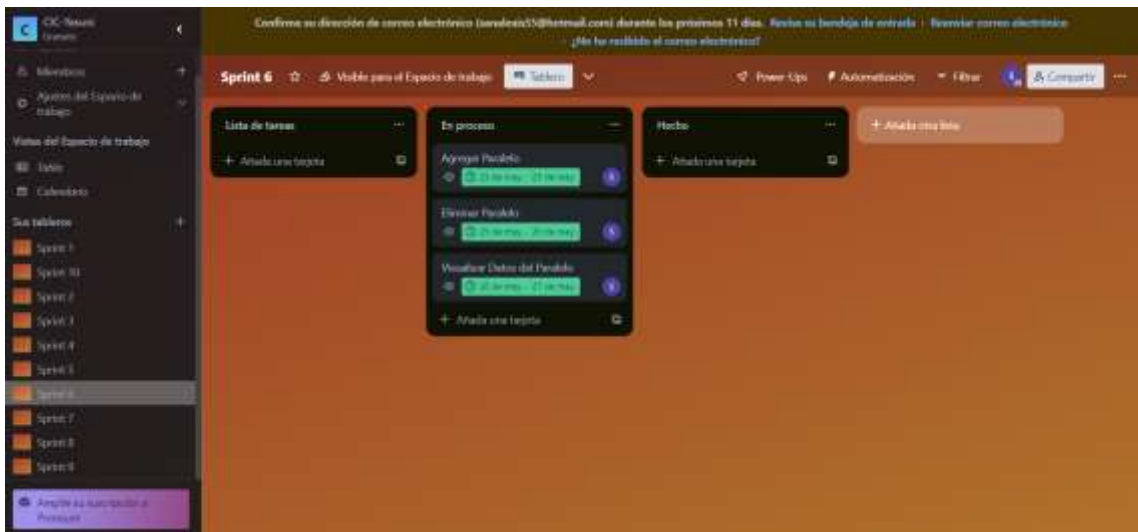 C
CIC-
Gratuito
Confirme su dirección de correo electrónico durante los próximos 11 días. Revise su bandeja de entrada Reenviar correo electrónico
¿No ha recibido el correo electrónico?
Miembros +
Ajustes del Espacio de
trabajo
Vistas del Espacio de trabajo
Tabla
Calendario
Sus tableros +
Sprint 1
Sprint 10
Sprint 2
Sprint 3
Sprint 4
Sprint 5
Sprint 6
Sprint 7
Sprint 8
Sprint 9
Amplíe su suscripción a
Premium
Sprint 6 Visible para el Espacio de trabajo Tablero Power-Ups Automatización Filtrar Compartir
Lista de tareas
+ Añada una tarjeta
En proceso
Agregar Paralelo
Eliminar Paralelo
Visualizar Datos del Paralelo
+ Añada una tarjeta
Hecho
+ Añada una tarjeta
+ Añada otra lista